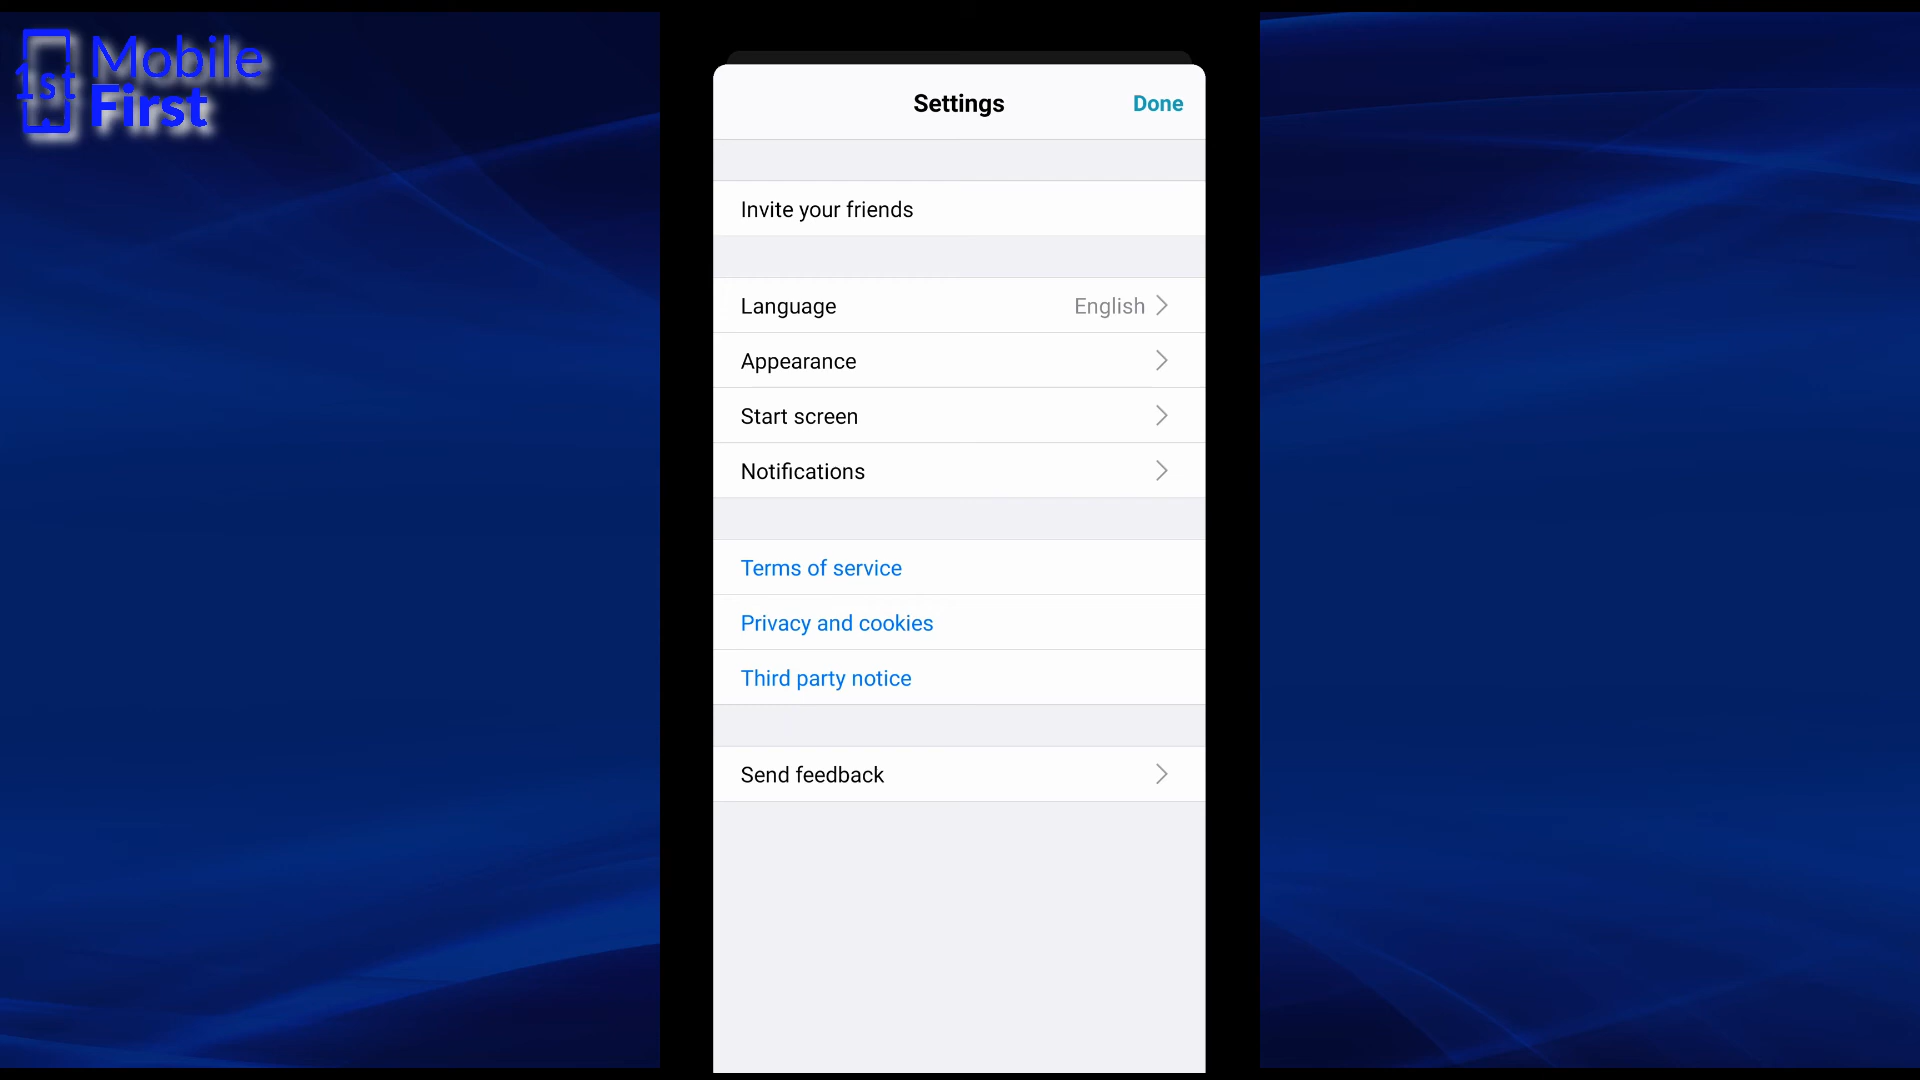 1st
Mobile
First
Settings
Done
Invite your friends
Language
English
Appearance
Start screen
Notifications
Terms of service
Privacy and cookies
Third party notice
Send feedback